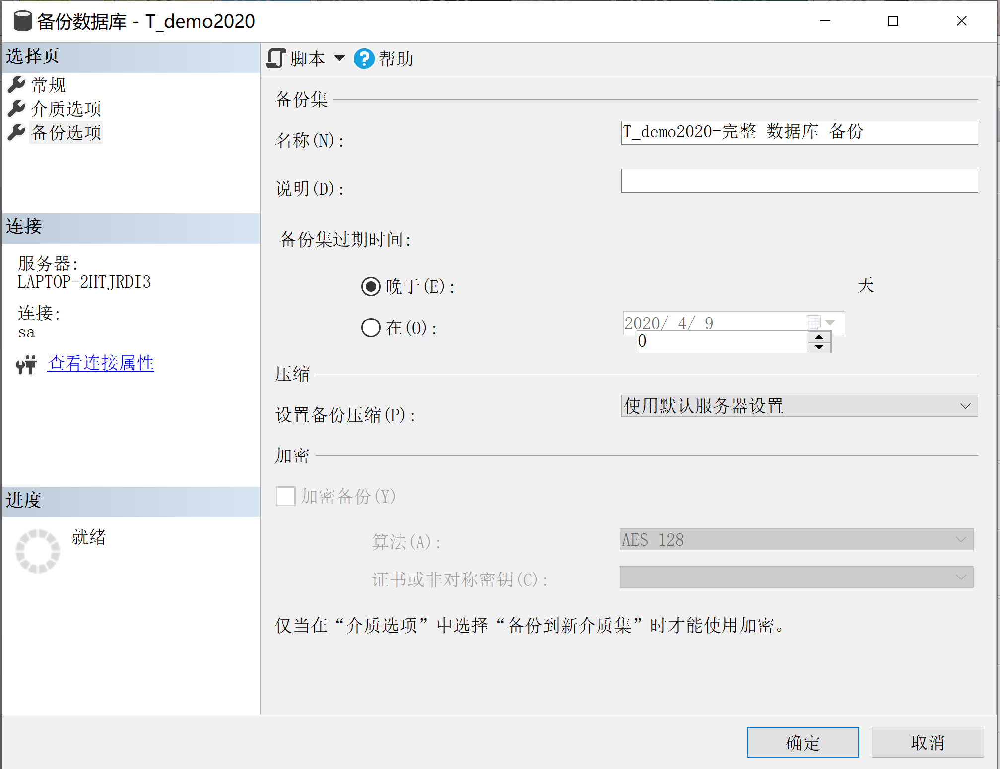 备份数据库 - T_demo2020
选择页
常规
介质选项
备份选项
连接
服务器:
LAPTOP-2HTJRDI3
连接:
sa
查看连接属性
进度
就绪
脚本 帮助
备份集
名称(N): T_demo2020-完整 数据库 备份
说明(D):
备份集过期时间:
晚于(E): 天
在(O): 2020/ 4/ 9
0
压缩
设置备份压缩(P): 使用默认服务器设置
加密
加密备份(Y)
算法(A): AES 128
证书或非对称密钥(C):
仅当在“介质选项”中选择“备份到新介质集”时才能使用加密。
确定 取消